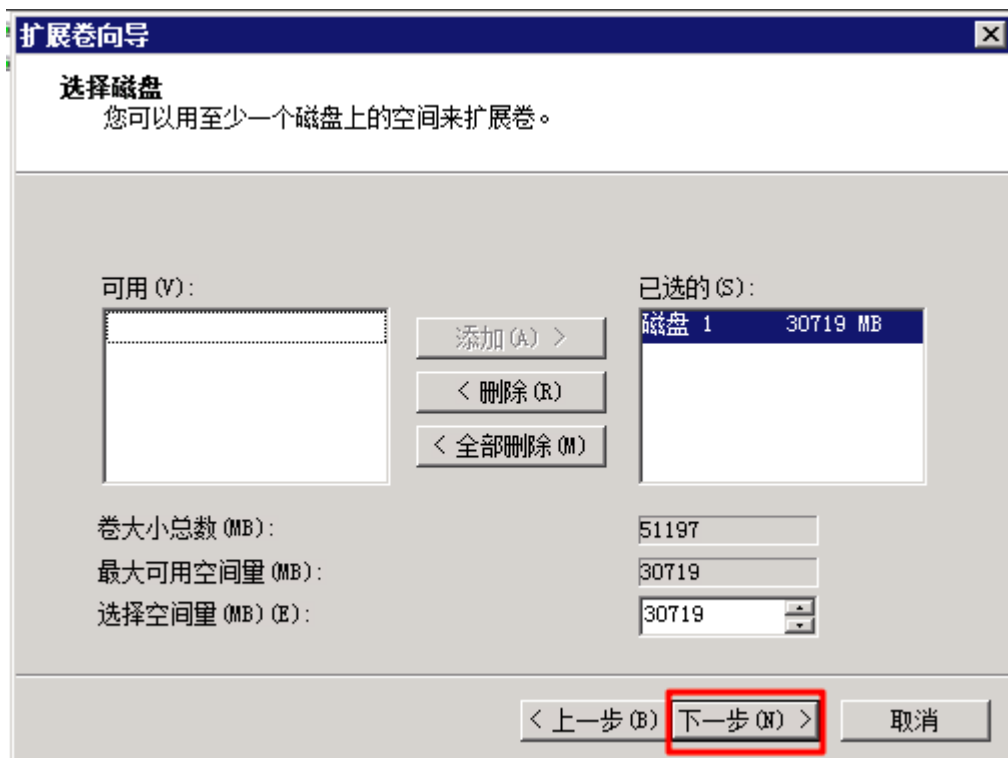 扩展卷向导
选择磁盘
您可以用至少一个磁盘上的空间来扩展卷。
可用(V):
已选的(S):
添加(A) >
磁盘 1 30719 MB
< 删除(R)
< 全部删除(M)
卷大小总数(MB): 51197
最大可用空间量(MB): 30719
选择空间量(MB)(E): 30719
< 上一步(B) 下一步(N) > 取消